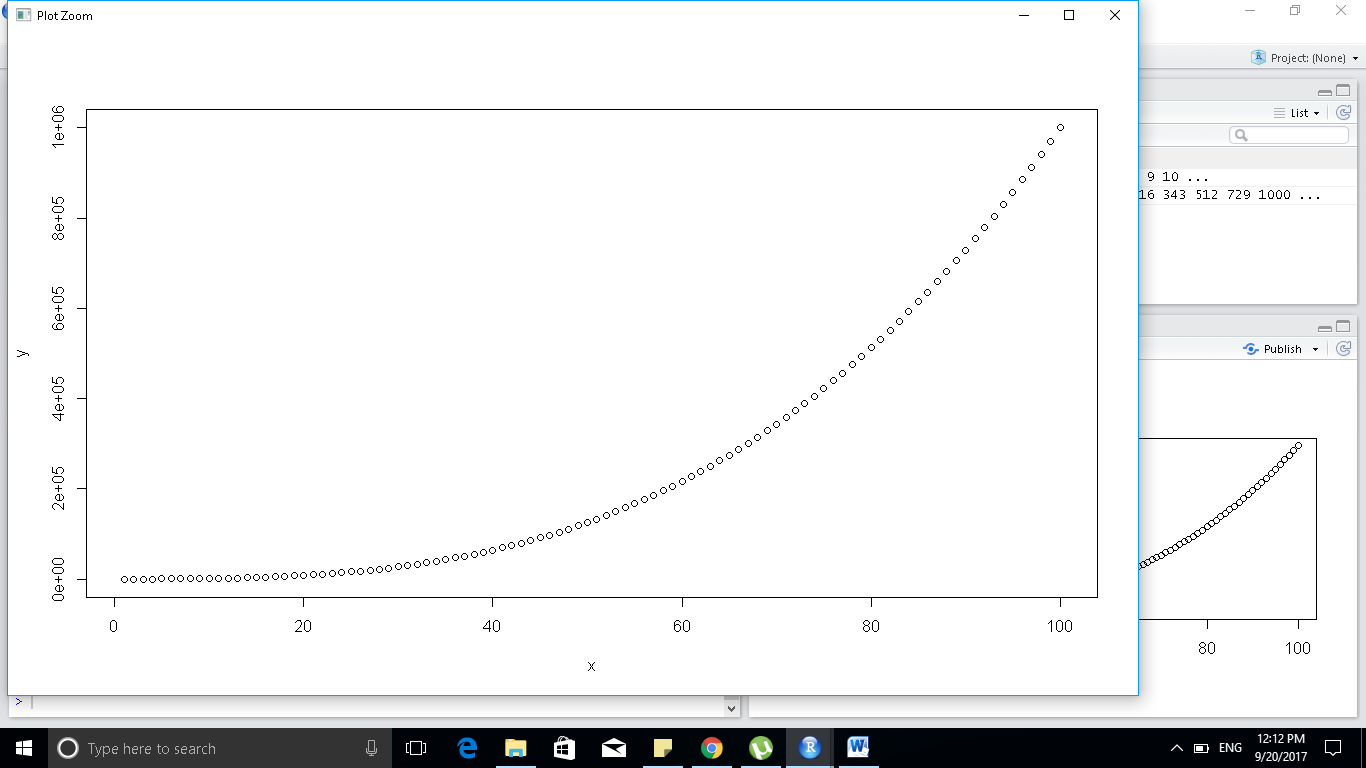 Plot Zoom
Project: (None)
List
9 10 ...
16 343 512 729 1000 ...
Publish
1e+06
8e+05
6e+05
4e+05
2e+05
0e+00
y
0 20 40 60 80 100
x
80 100
>
Type here to search
ENG
12:12 PM
9/20/2017